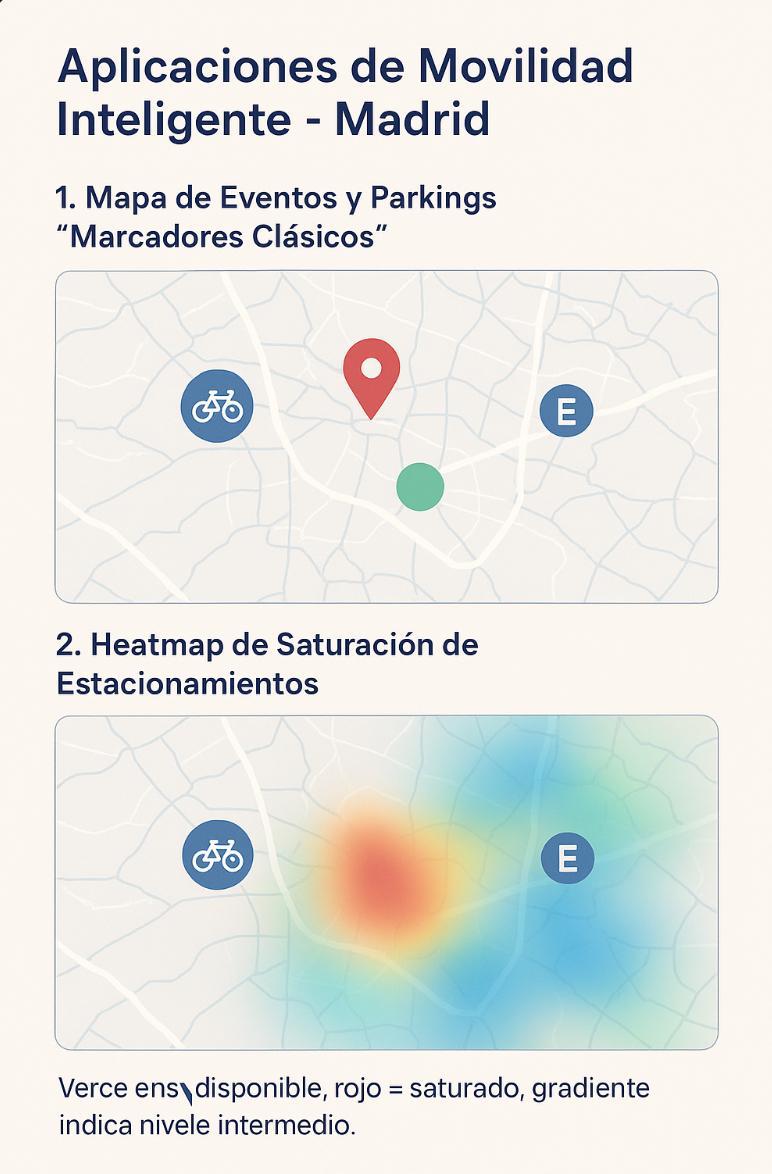 Aplicaciones de Movilidad
Inteligente - Madrid
1. Mapa de Eventos y Parkings
“Marcadores Clásicos”
E
2. Heatmap de Saturación de
Estacionamientos
E
Verce ens disponible, rojo = saturado, gradiente
indica nivele intermedio.